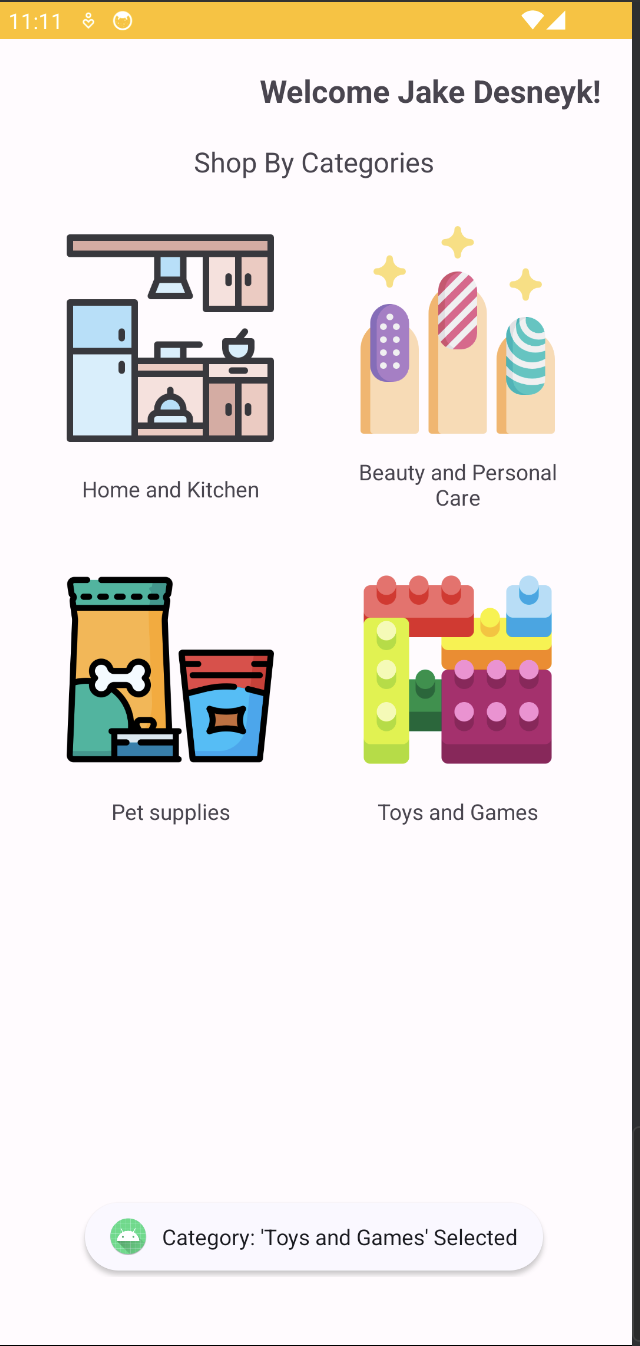 11:11
Welcome Jake Desneyk!
Shop By Categories
Home and Kitchen
Beauty and Personal
Care
Pet supplies
Toys and Games
Category: 'Toys and Games' Selected